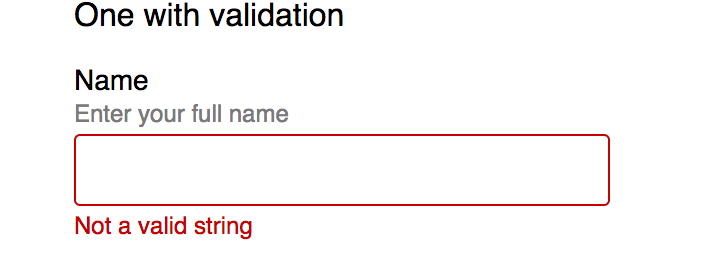 One with validation
Name
Enter your full name
Not a valid string